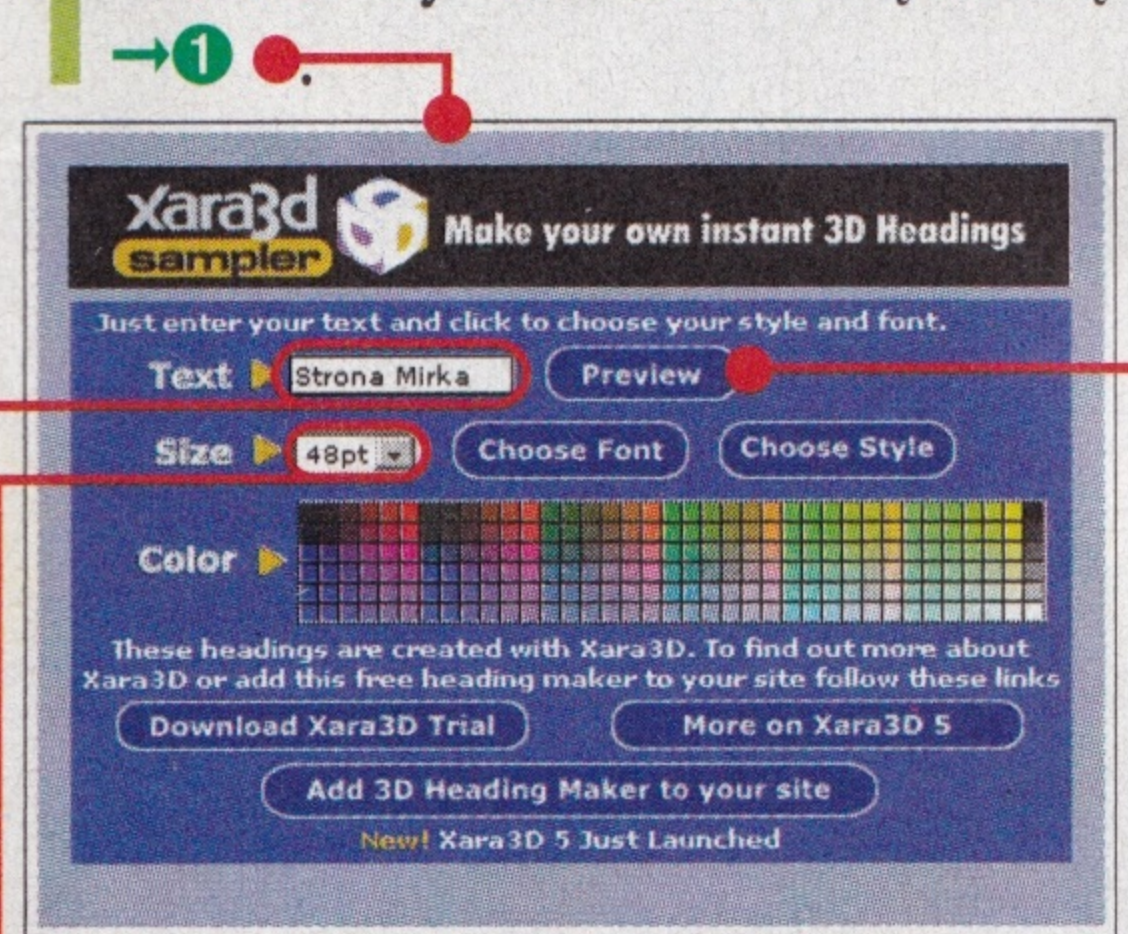 1
.
xara3d
sampler
Make your own instant 3D Headings
Just enter your text and click to choose your style and font.
Text Strona Mirka Preview
Size 48pt Choose Font Choose Style
Color
These headings are created with Xara3D. To find out more about
Xara3D or add this free heading maker to your site follow these links
Download Xara3D Trial More on Xara3D 5
Add 3D Heading Maker to your site
New! Xara3D 5 Just Launched